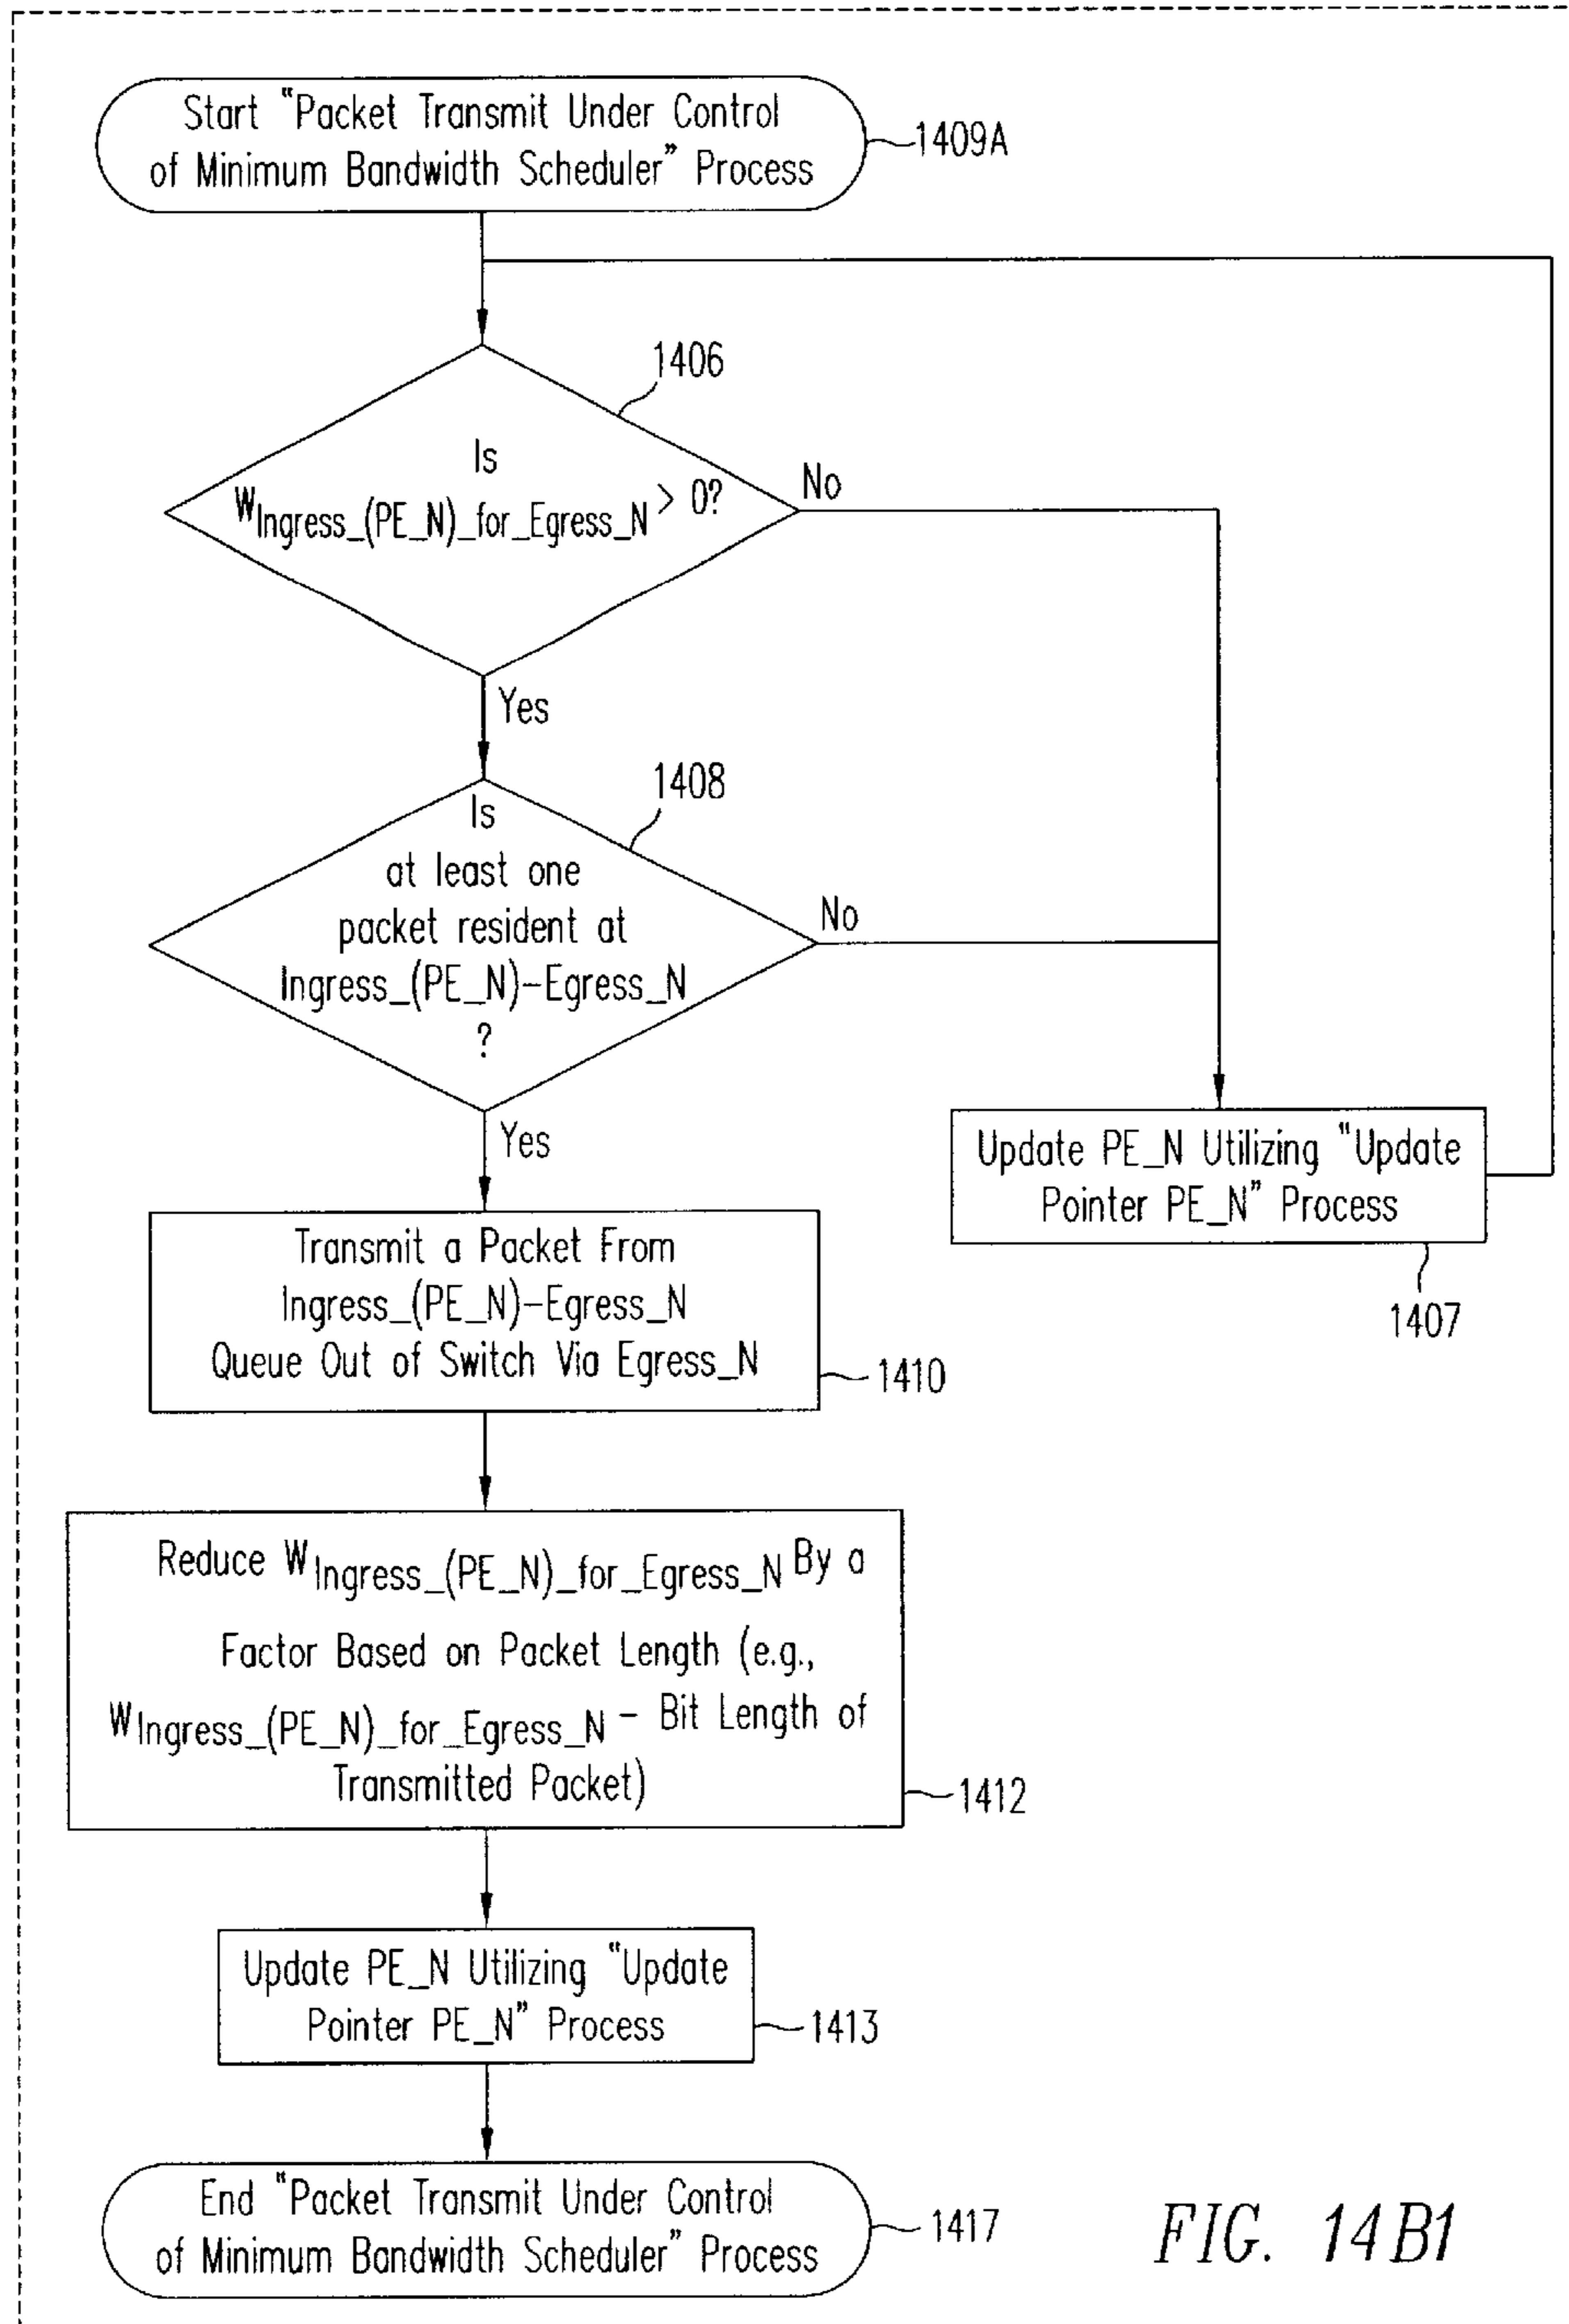 Start "Packet Transmit Under Control
of Minimum Bandwidth Scheduler" Process
1409A
1406
Is
WIngress_(PE_N)_for_Egress_N > 0?
No
Yes
1408
Is
at least one
packet resident at
Ingress_(PE_N)-Egress_N
?
No
Yes
Update PE_N Utilizing "Update
Pointer PE_N" Process
1407
Transmit a Packet From
Ingress_(PE_N)-Egress_N
Queue Out of Switch Via Egress_N
1410
Reduce WIngress_(PE_N)_for_Egress_N By a
Factor Based on Packet Length (e.g.,
WIngress_(PE_N)_for_Egress_N - Bit Length of
Transmitted Packet)
1412
Update PE_N Utilizing "Update
Pointer PE_N" Process
1413
End "Packet Transmit Under Control
of Minimum Bandwidth Scheduler" Process
1417
FIG. 14B1